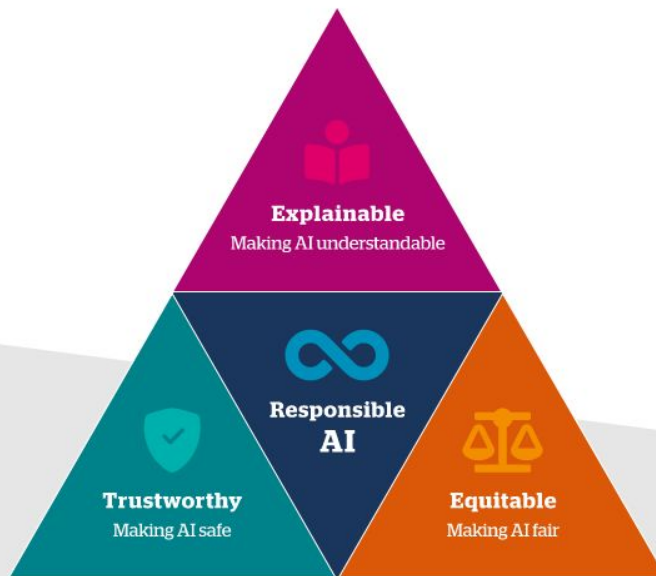 Explainable
Making AI understandable
Responsible
AI
Trustworthy
Making AI safe
Equitable
Making AI fair